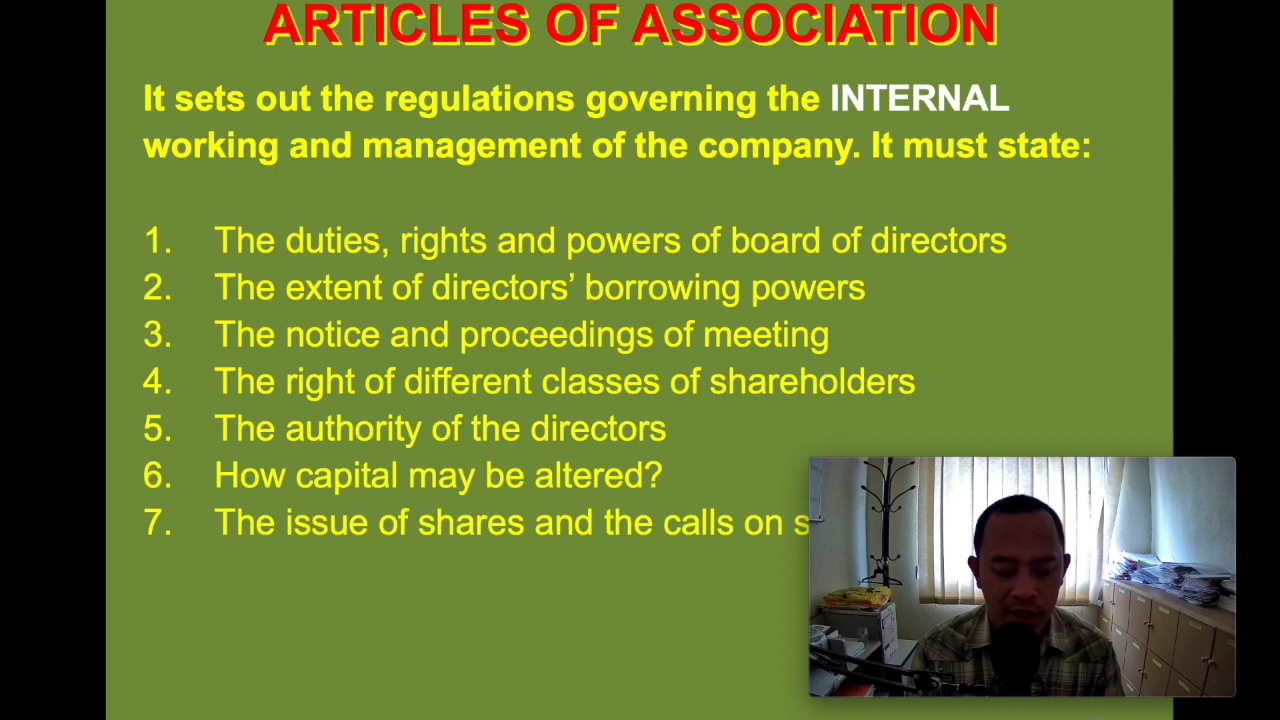 ARTICLES OF ASSOCIATION
It sets out the regulations governing the INTERNAL
working and management of the company. It must state:
1. The duties, rights and powers of board of directors
2. The extent of directors’ borrowing powers
3. The notice and proceedings of meeting
4. The right of different classes of shareholders
5. The authority of the directors
6. How capital may be altered?
7. The issue of shares and the calls on